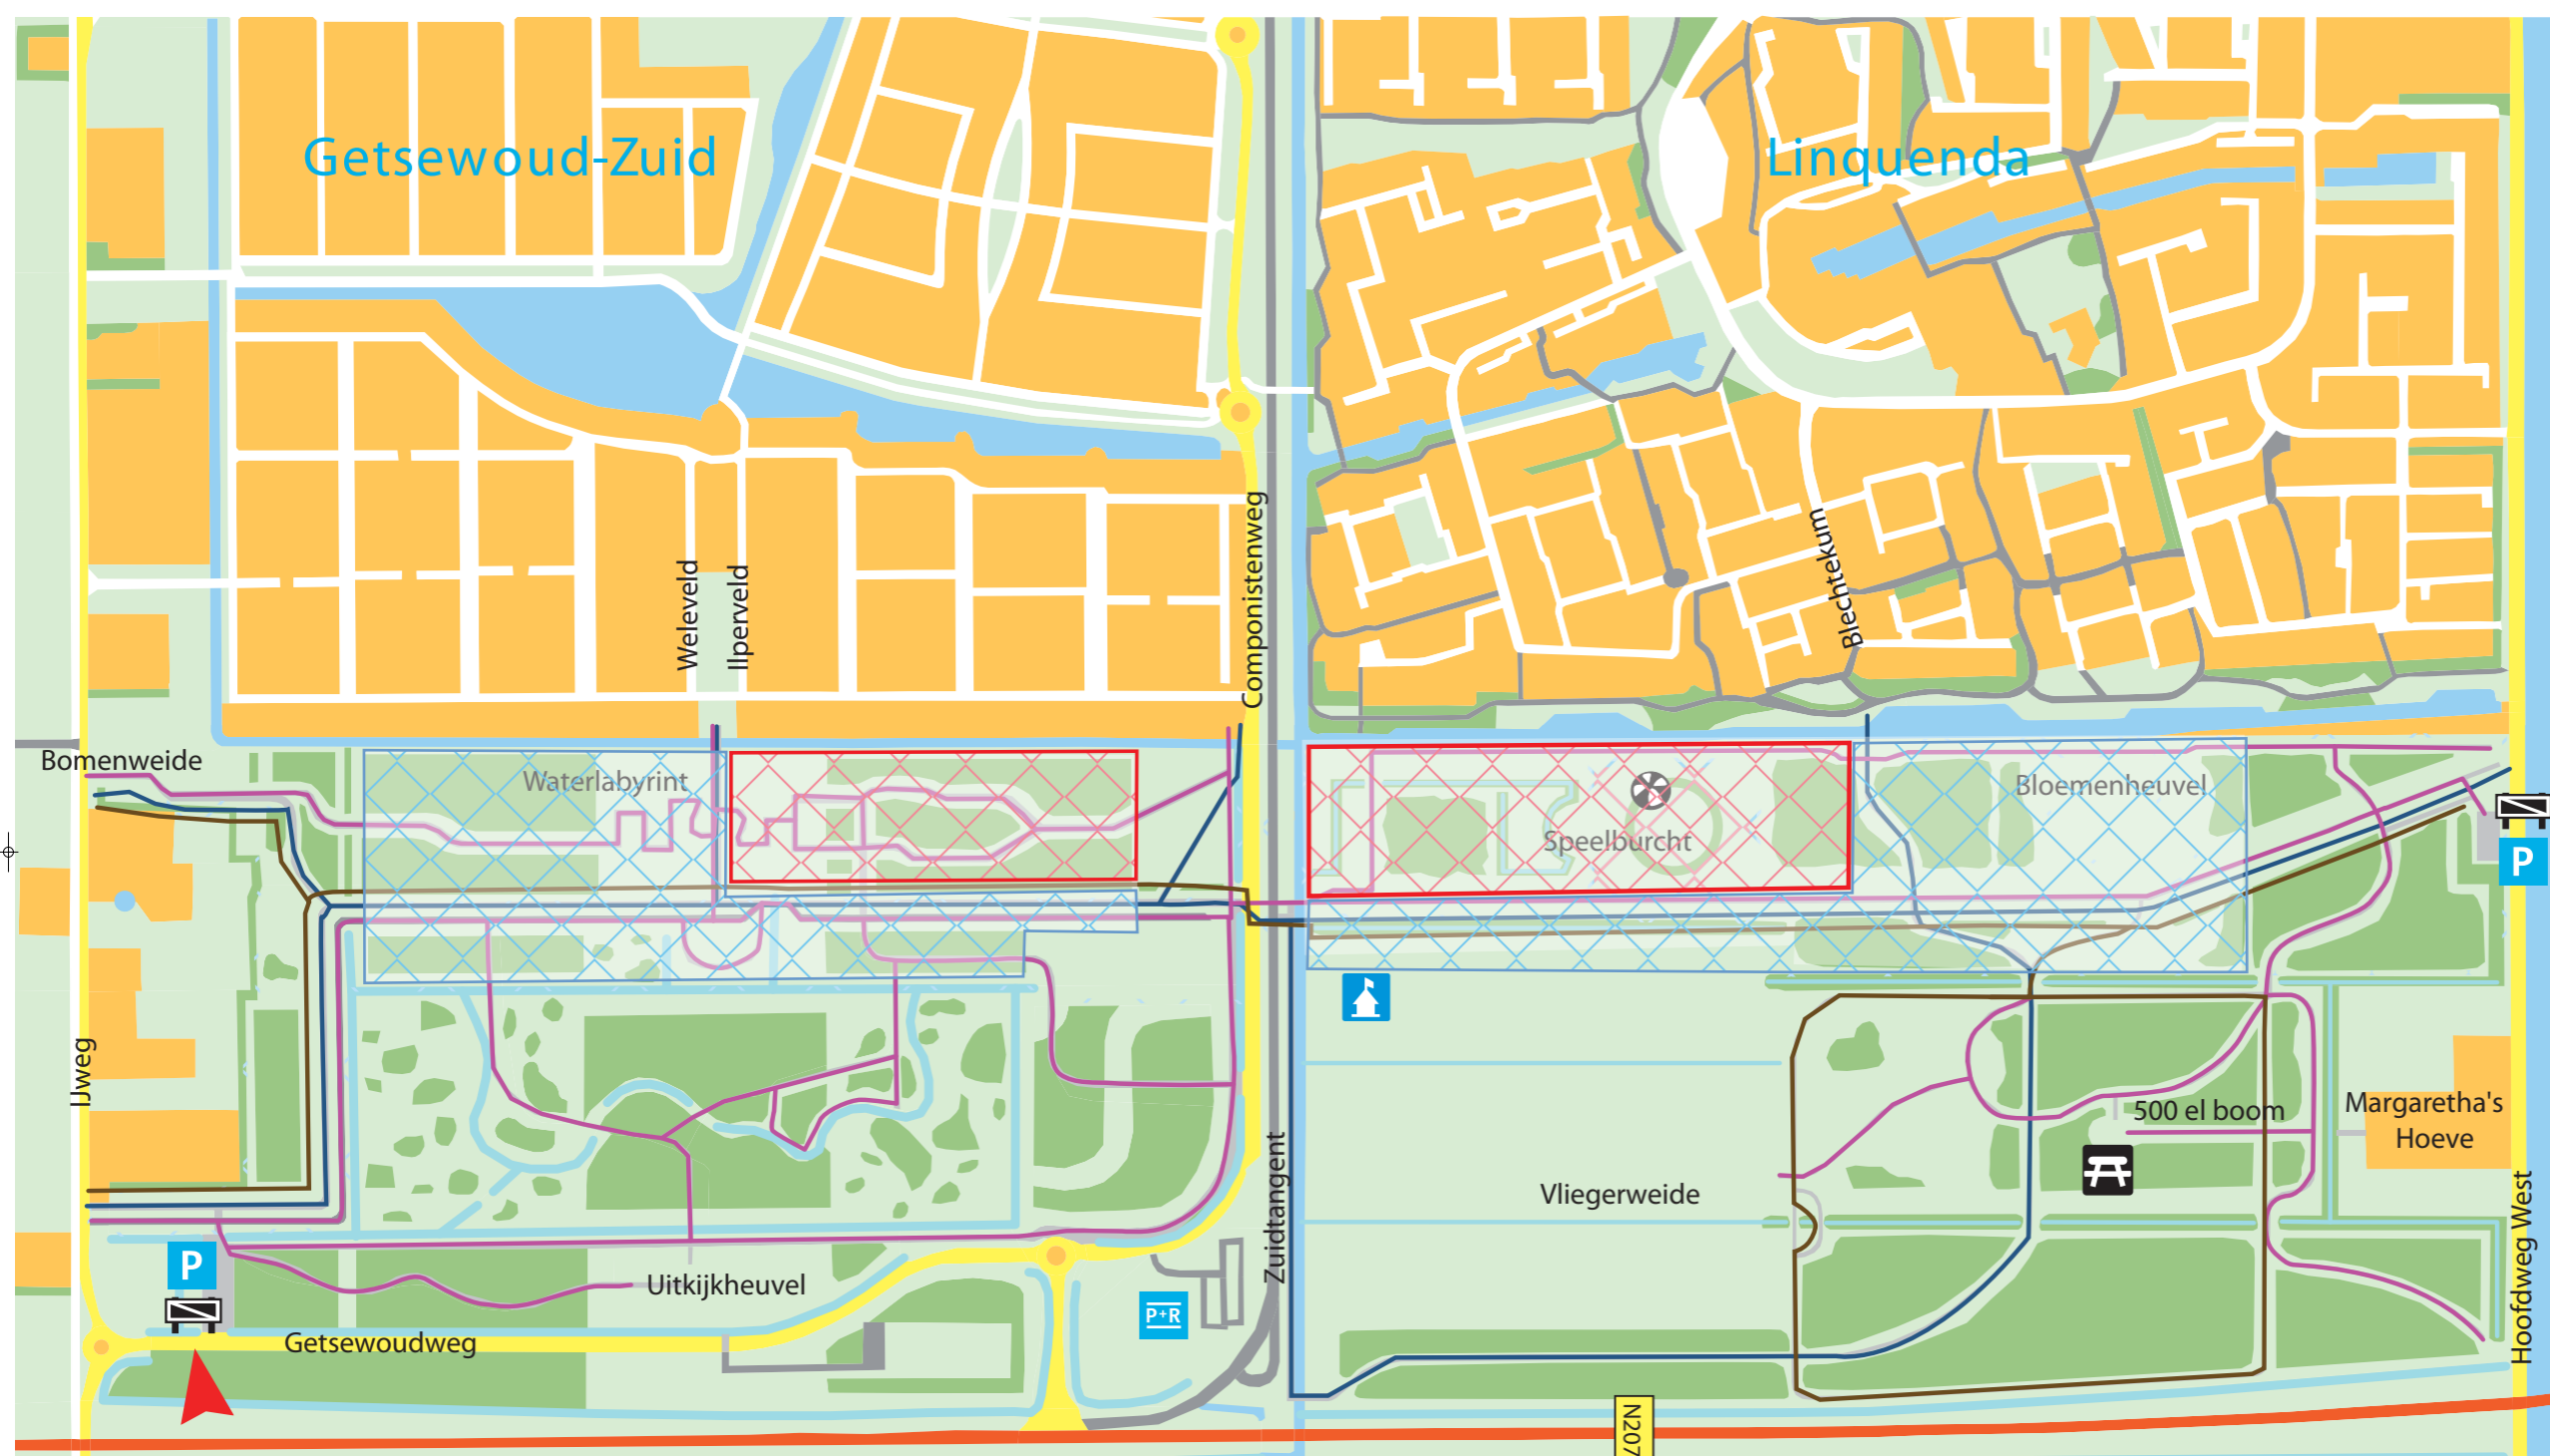 Getsewoud-Zuid
Linquenda
Weleveld
Ilperveld
Componistenweg
Blechtekum
Bomenweide
Waterlabyrint
Bloemenheuvel
Speelburcht
P
IJweg
500 el boom
Margaretha's
Hoeve
Vliegerweide
Zuidtangent
Hoofdweg West
P
Uitkijkheuvel
P+R
Getsewoudweg
N207